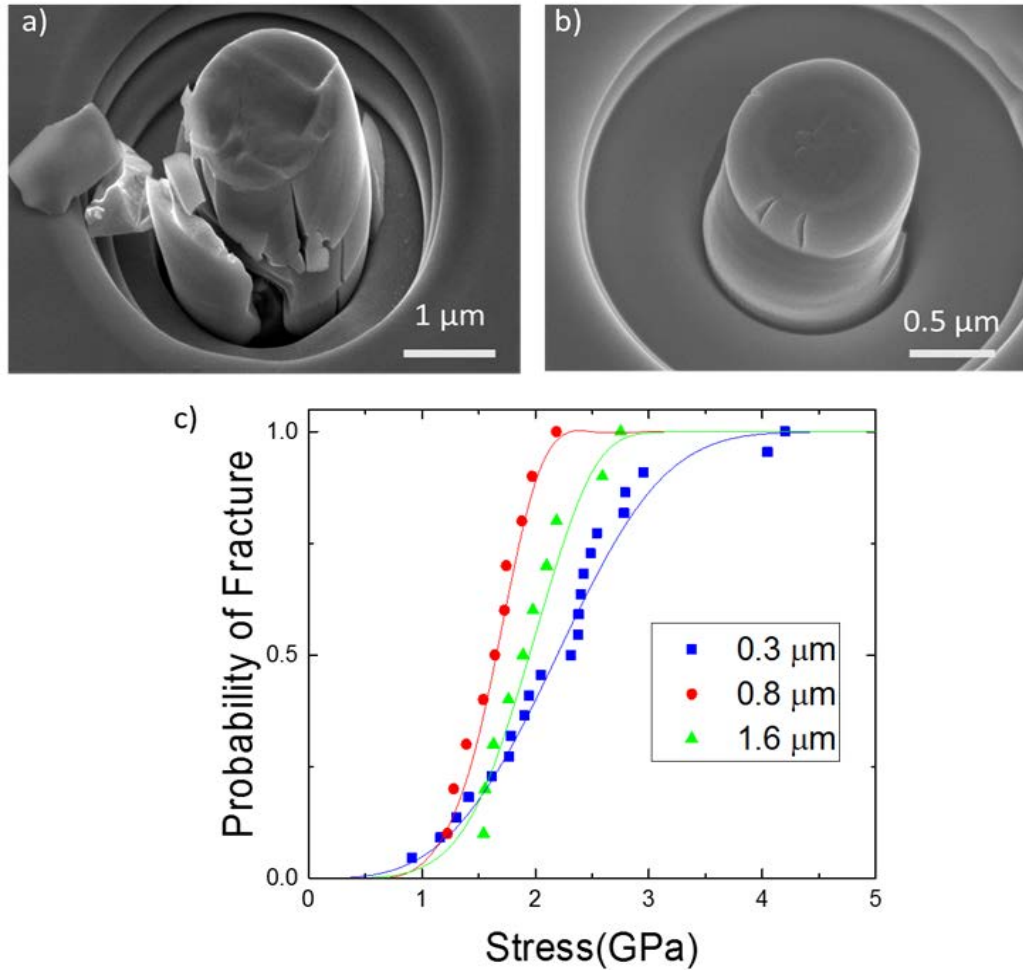 a)
1 μm
b)
0.5 μm
c)
Probability of Fracture
1.0
0.5
0.0
0.3 μm
0.8 μm
1.6 μm
0 1 2 3 4 5
Stress(GPa)